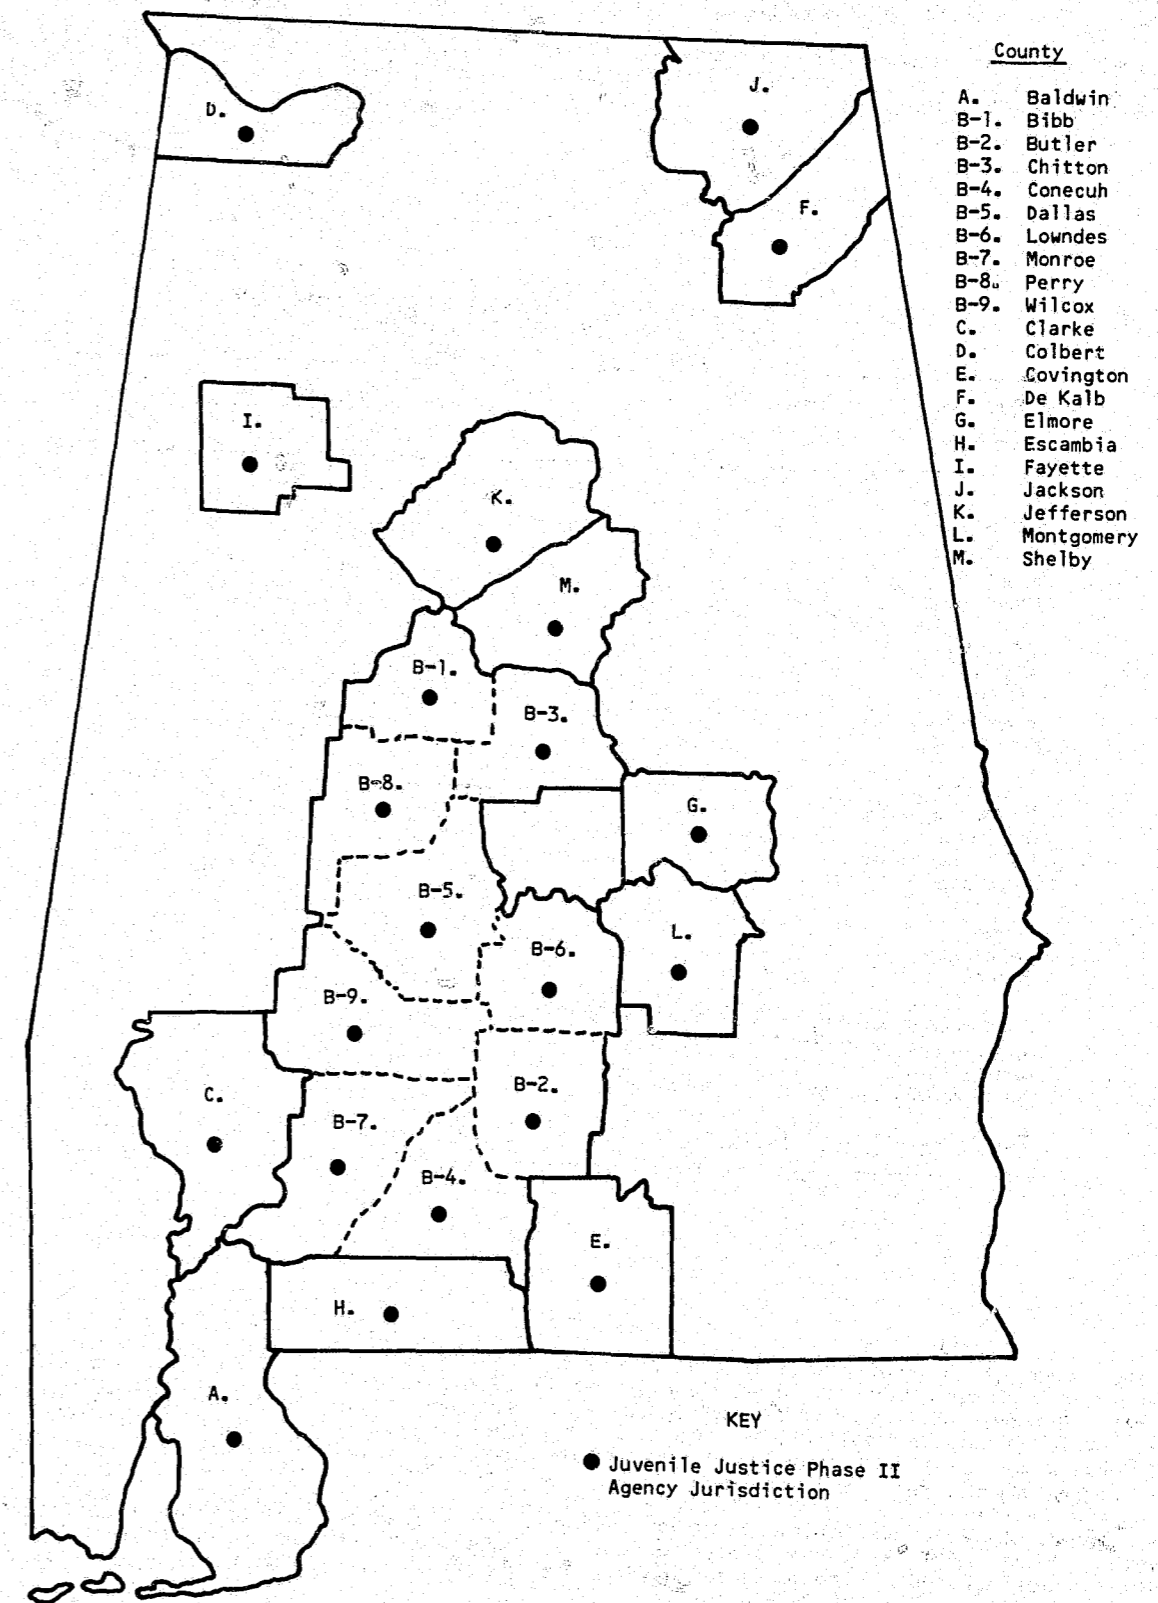 County
A. Baldwin
B-1. Bibb
B-2. Butler
B-3. Chitton
B-4. Conecuh
B-5. Dallas
B-6. Lowndes
B-7. Monroe
B-8. Perry
B-9. Wilcox
C. Clarke
D. Colbert
E. Covington
F. De Kalb
G. Elmore
H. Escambia
I. Fayette
J. Jackson
K. Jefferson
L. Montgomery
M. Shelby
J.
D.
F.
I.
K.
M.
B-1.
B-3.
B-8.
G.
B-5.
L.
B-6.
B-9.
B-2.
C.
B-7.
B-4.
E.
H.
A.
KEY
Juvenile Justice Phase II
Agency Jurisdiction